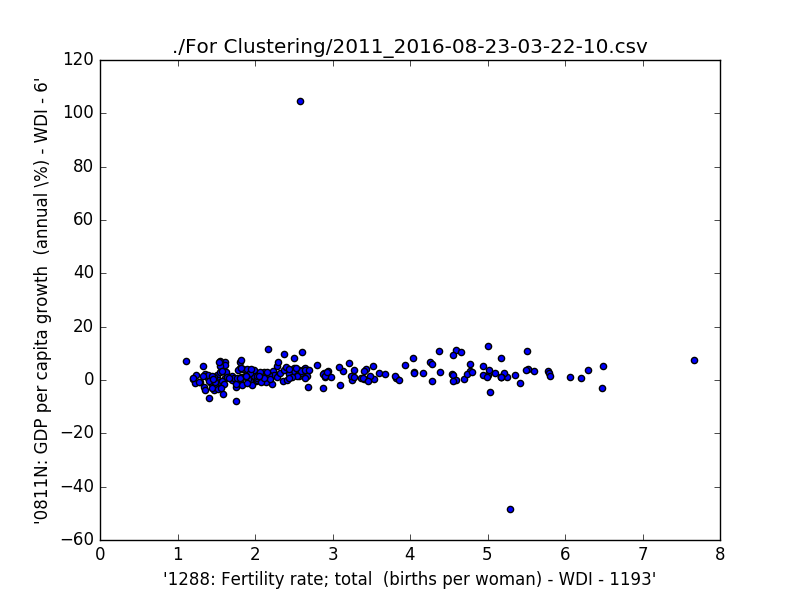 ./For Clustering/2011_2016-08-23-03-22-10.csv
120
100
80
60
40
20
0
−20
−40
−60
'0811N: GDP per capita growth  (annual \%) - WDI - 6'
0 1 2 3 4 5 6 7 8
'1288: Fertility rate; total  (births per woman) - WDI - 1193'